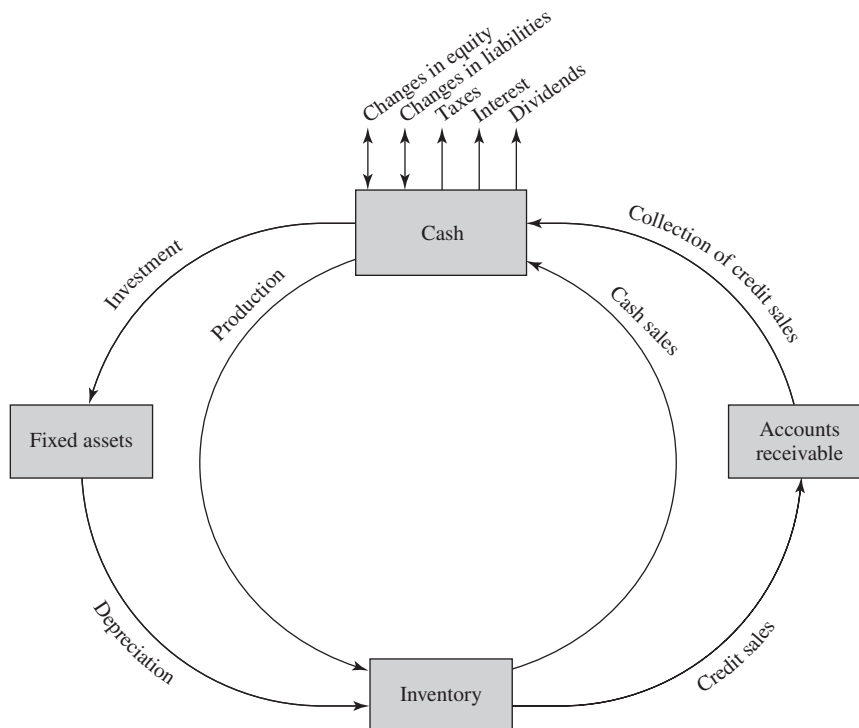 Changes in equity
Changes in liabilities
Taxes
Interest
Dividends
Cash
Investment
Production
Collection of credit sales
Cash sales
Fixed assets
Accounts
receivable
Depreciation
Inventory
Credit sales